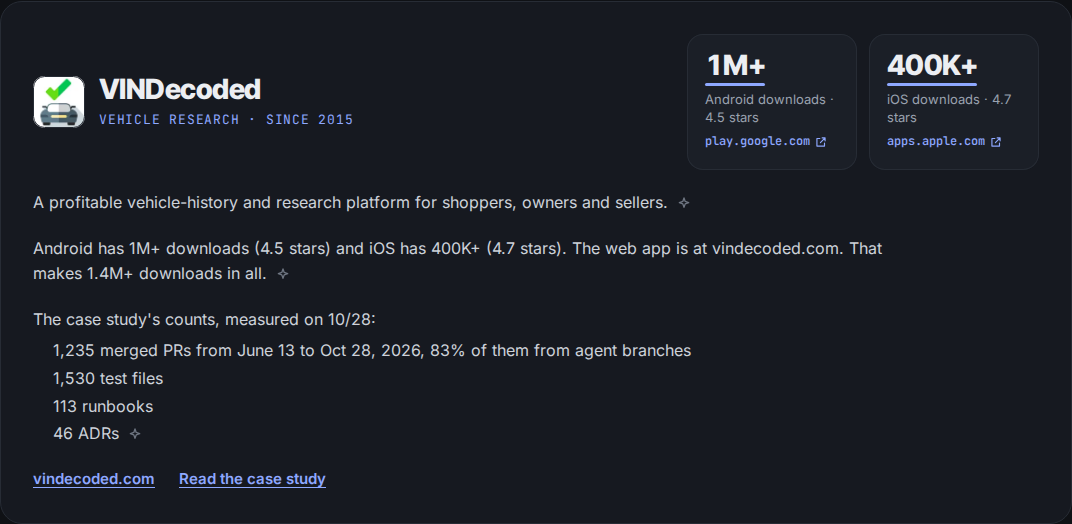 VINDecoded
VEHICLE RESEARCH · SINCE 2015
1M+
Android downloads ·
4.5 stars
play.google.com
400K+
iOS downloads · 4.7
stars
apps.apple.com
A profitable vehicle-history and research platform for shoppers, owners and sellers.
Android has 1M+ downloads (4.5 stars) and iOS has 400K+ (4.7 stars). The web app is at vindecoded.com. That
makes 1.4M+ downloads in all.
The case study's counts, measured on 10/28:
1,235 merged PRs from June 13 to Oct 28, 2026, 83% of them from agent branches
1,530 test files
113 runbooks
46 ADRs
vindecoded.com
Read the case study